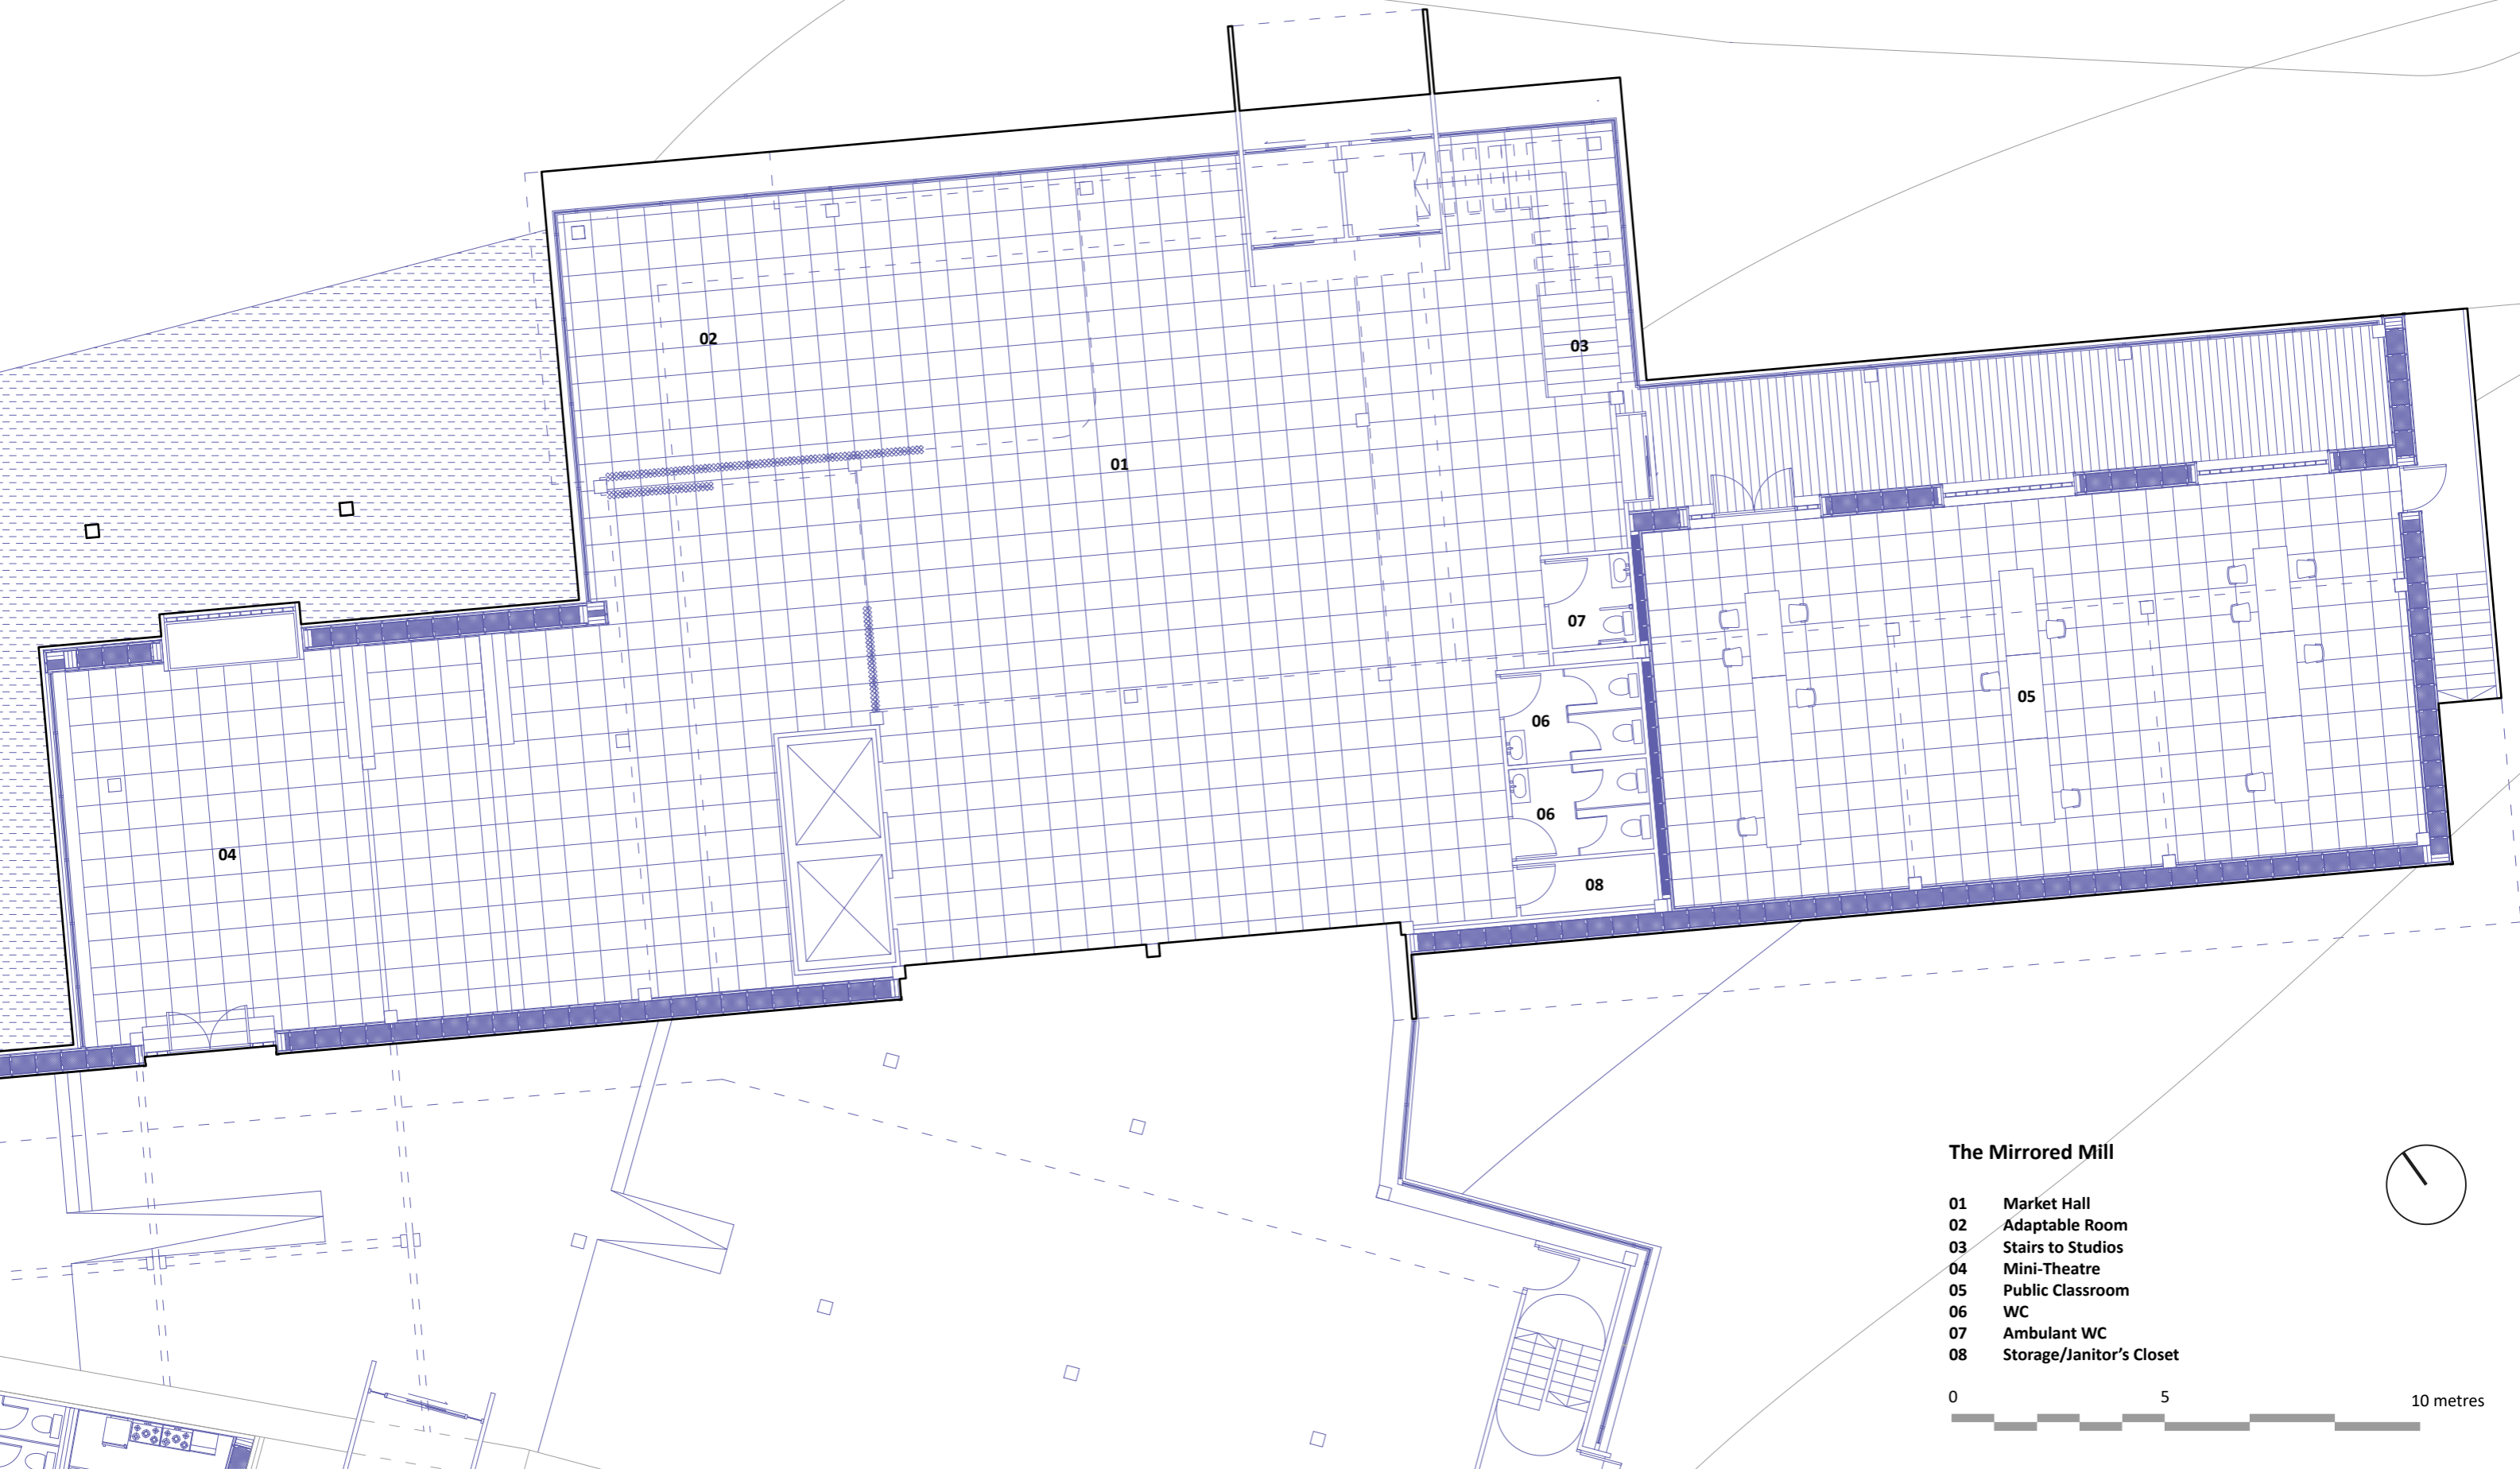 02
03
01
07
06
05
06
04
08
The Mirrored Mill
01 Market Hall
02 Adaptable Room
03 Stairs to Studios
04 Mini-Theatre
05 Public Classroom
06 WC
07 Ambulant WC
08 Storage/Janitor's Closet
0 5 10 metres